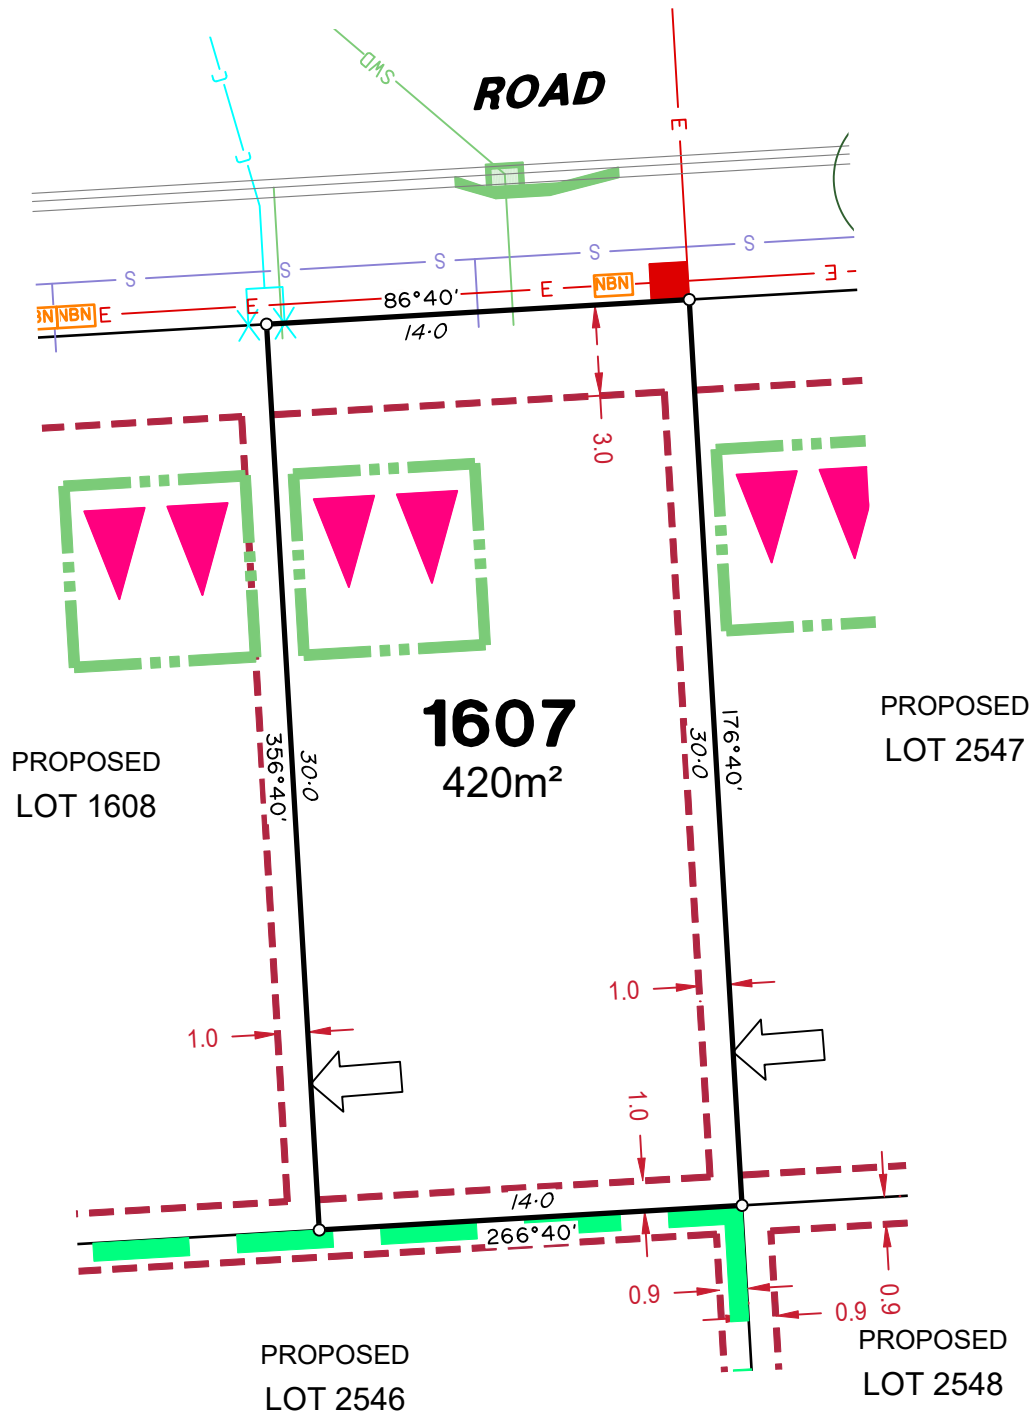 J
SWD
ROAD
E
J
S
S
S
S
S
E
86°40'
E
NBN
NBN
E
E
14·0
3.0
1607
420m²
PROPOSED
LOT 1608
356°40'
30·0
30·0
176°40'
PROPOSED
LOT 2547
1.0
1.0
1.0
14·0
266°40'
0.9
0.9
0.9
PROPOSED
LOT 2546
PROPOSED
LOT 2548